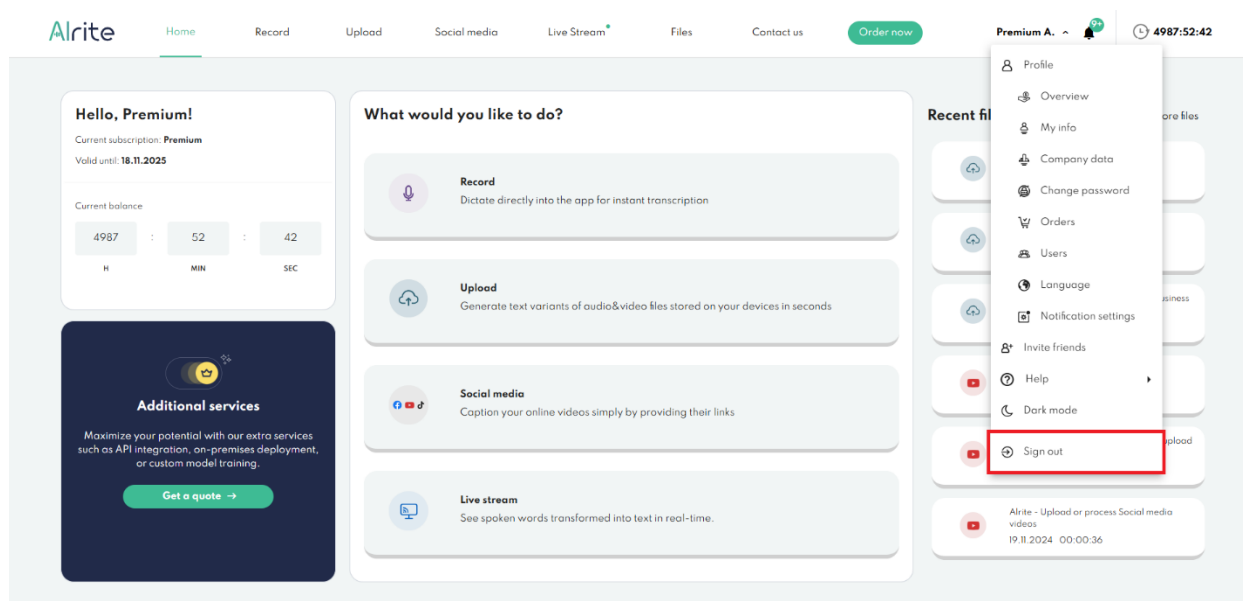 Alrite
Home
Record
Upload
Social media
Live Stream
Files
Contact us
Order now
Premium A.
9+
4987:52:42
Hello, Premium!
Current subscription: Premium
Valid until: 18.11.2025
Current balance
4987 : 52 : 42
H MIN SEC
Additional services
Maximize your potential with our extra services
such as API integration, on-premises deployment,
or custom model training.
Get a quote →
What would you like to do?
Record
Dictate directly into the app for instant transcription
Upload
Generate text variants of audio&video files stored on your devices in seconds
Social media
Caption your online videos simply by providing their links
Live stream
See spoken words transformed into text in real-time.
Recent fil
ore files
usiness
pload
Alrite - Upload or process Social media
videos
19.11.2024 00:00:36
Profile
Overview
My info
Company data
Change password
Orders
Users
Language
Notification settings
Invite friends
Help
Dark mode
Sign out